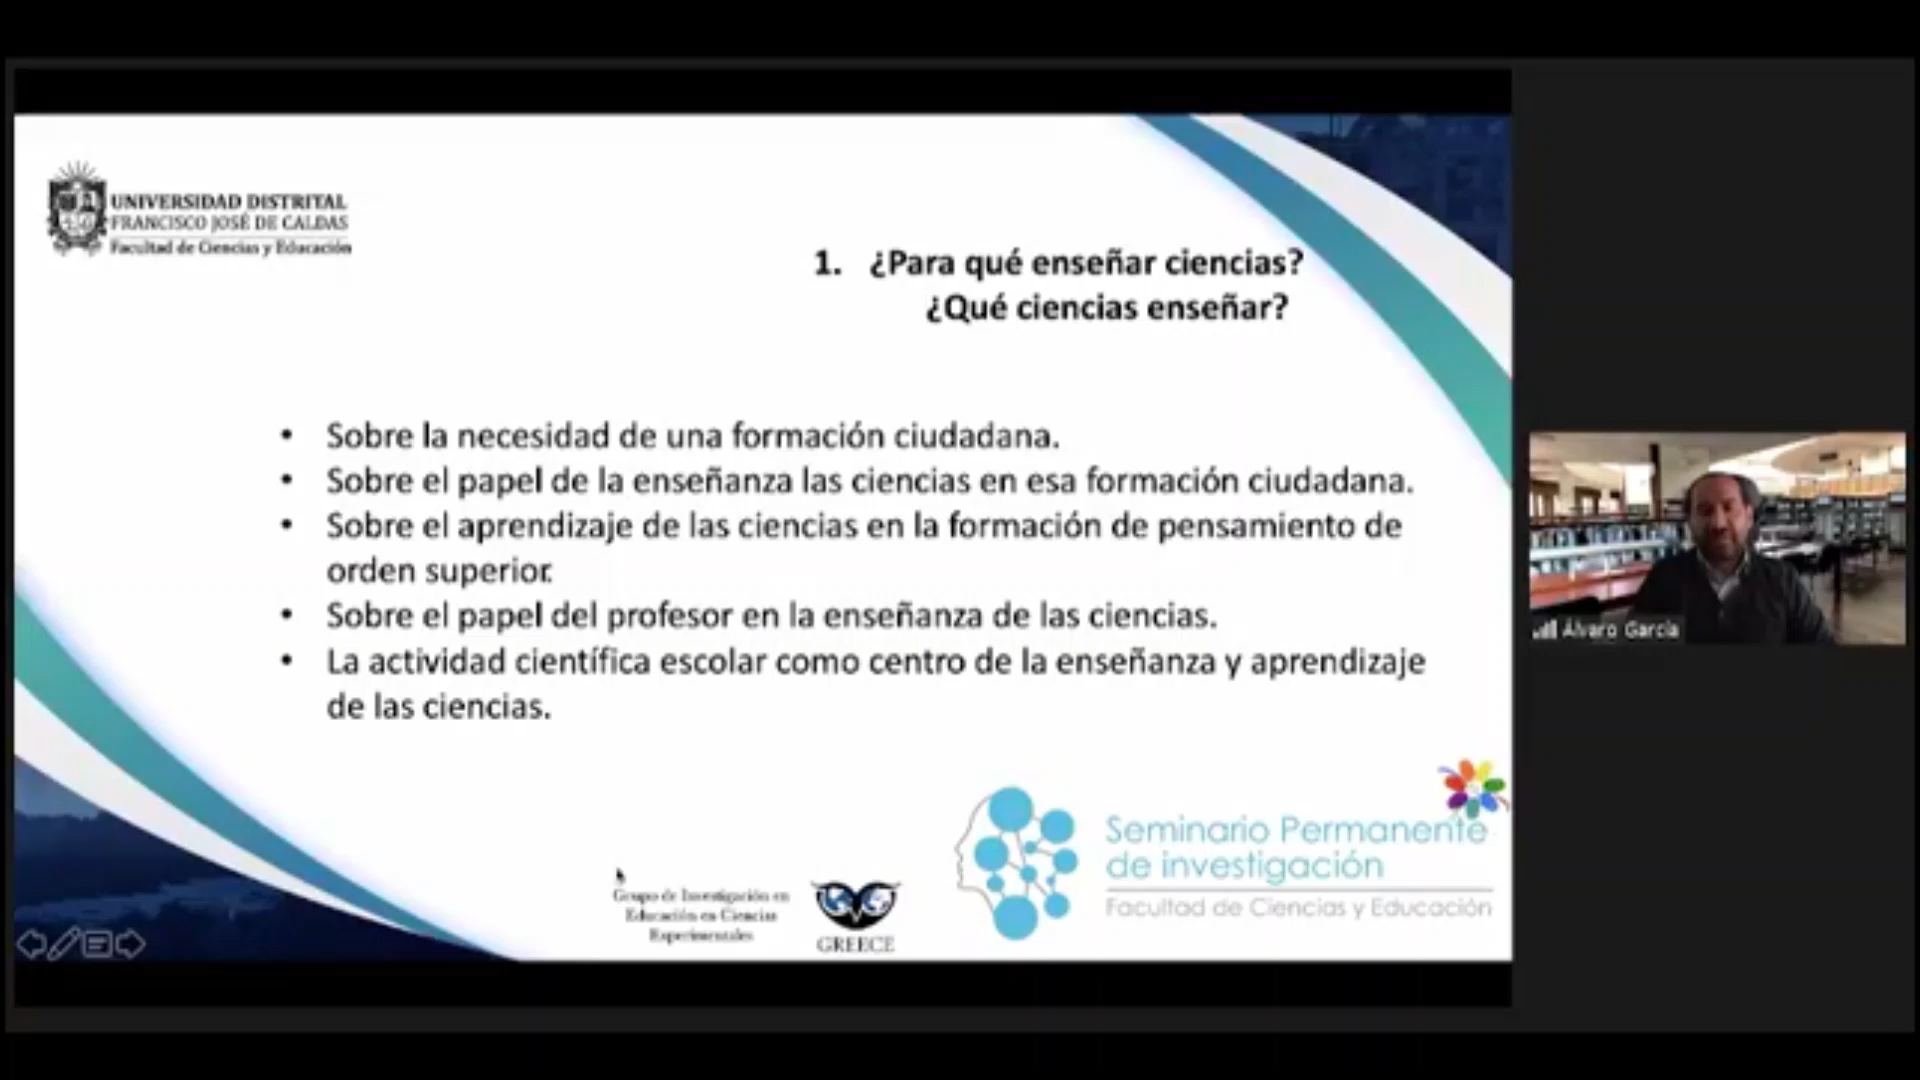 UNIVERSIDAD DISTRITAL
FRANCISCO JOSÉ DE CALDAS
Facultad de Ciencias y Educación
1. ¿Para qué enseñar ciencias?
¿Qué ciencias enseñar?
• Sobre la necesidad de una formación ciudadana.
• Sobre el papel de la enseñanza las ciencias en esa formación ciudadana.
• Sobre el aprendizaje de las ciencias en la formación de pensamiento de
orden superior.
• Sobre el papel del profesor en la enseñanza de las ciencias.
• La actividad científica escolar como centro de la enseñanza y aprendizaje
de las ciencias.
Álvaro García
Grupo de Investigación en
Educación en Ciencias
Experimentales
GREECE
Seminario Permanente
de investigación
Facultad de Ciencias y Educación